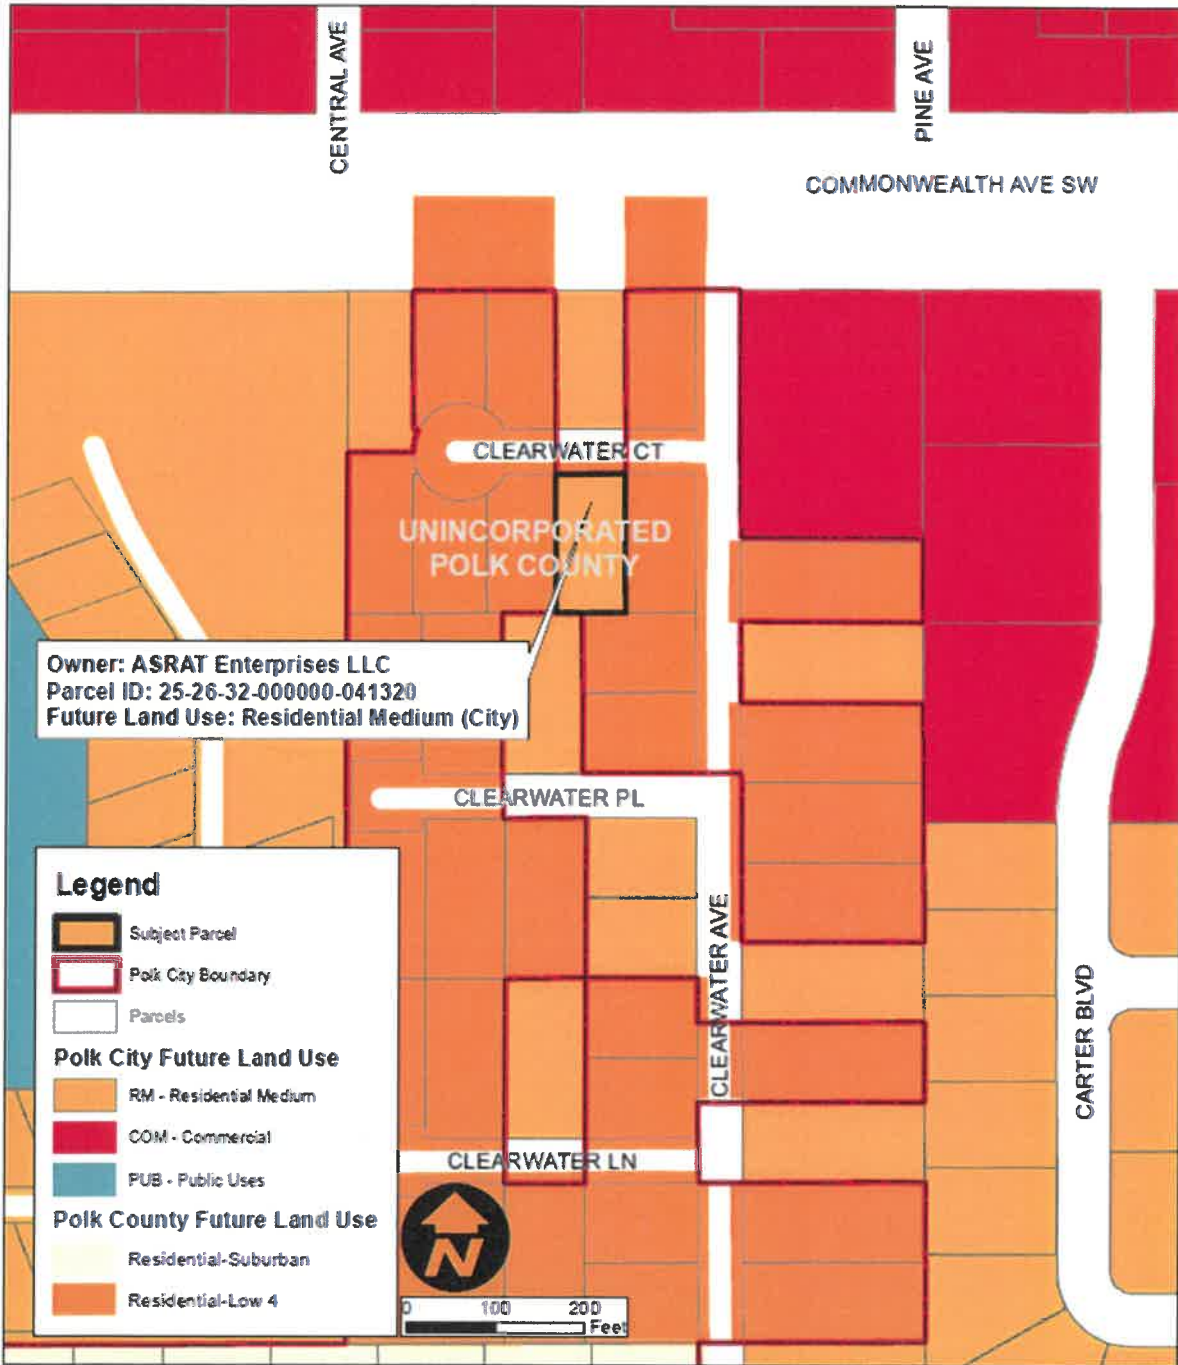 CENTRAL AVE
PINE AVE
COMMONWEALTH AVE SW
CLEARWATER CT
UNINCORPORATED
POLK COUNTY
Owner: ASRAT Enterprises LLC
Parcel ID: 25-26-32-000000-041320
Future Land Use: Residential Medium (City)
CLEARWATER PL
CLEARWATER AVE
CARTER BLVD
CLEARWATER LN
Legend
Subject Parcel
Polk City Boundary
Parcels
Polk City Future Land Use
RM - Residential Medium
COM - Commercial
PUB - Public Uses
Polk County Future Land Use
Residential-Suburban
Residential-Low 4
N
0 100 200
Feet